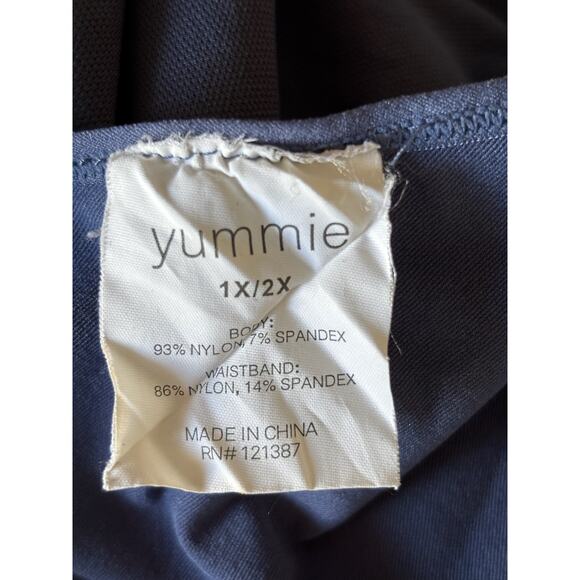 yummie
1X/2X
BODY:
93% NYLON, 7% SPANDEX
WAISTBAND:
86% NYLON, 14% SPANDEX
MADE IN CHINA
RN# 121387